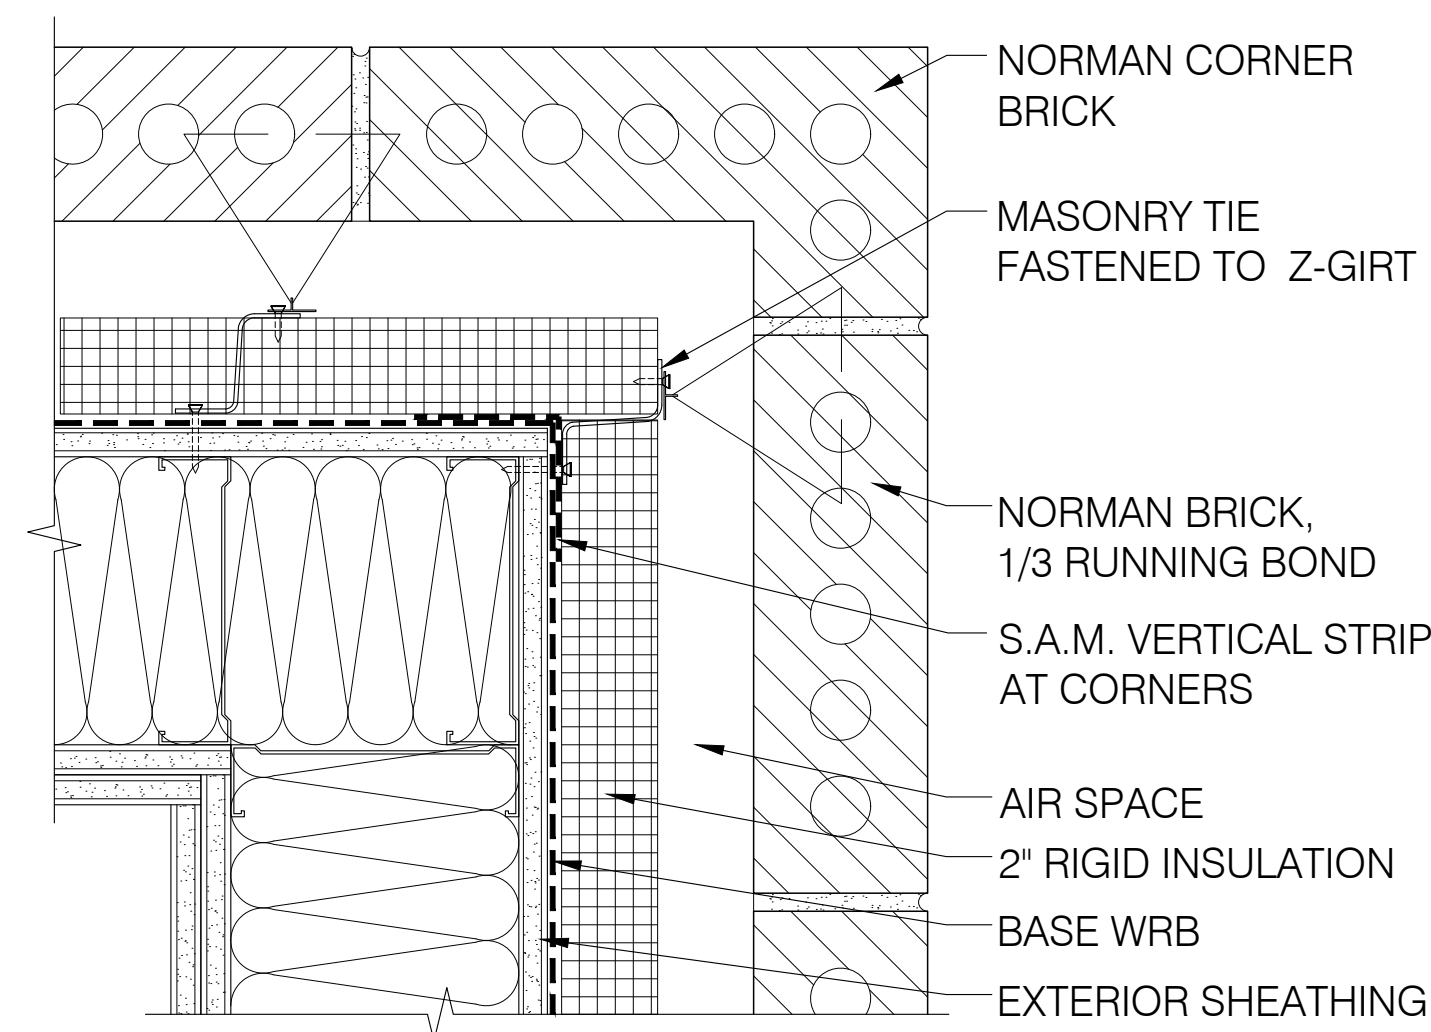 NORMAN CORNER
BRICK
MASONRY TIE
FASTENED TO Z-GIRT
NORMAN BRICK,
1/3 RUNNING BOND
S.A.M. VERTICAL STRIP
AT CORNERS
AIR SPACE
2" RIGID INSULATION
BASE WRB
EXTERIOR SHEATHING